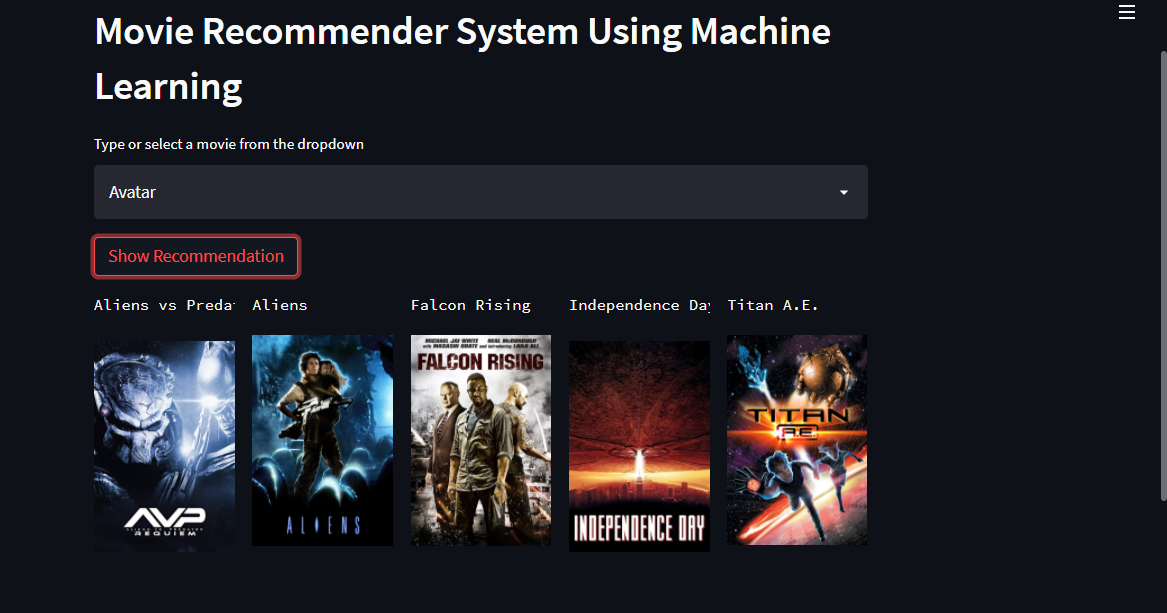 Movie Recommender System Using Machine
Learning
Type or select a movie from the dropdown
Avatar
Show Recommendation
Aliens vs Preda
Aliens
Falcon Rising
Independence Day
Titan A.E.
AVP
REQUIEM
ALIENS
MICHAEL JAI WHITE NEAL McDONOUGH
FALCON RISING
INDEPENDENCE DAY
TITAN
A.E.